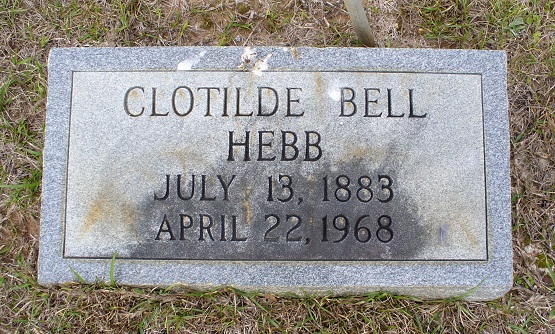 CLOTILDE BELL
HEBB
JULY 13, 1883
APRIL 22, 1968